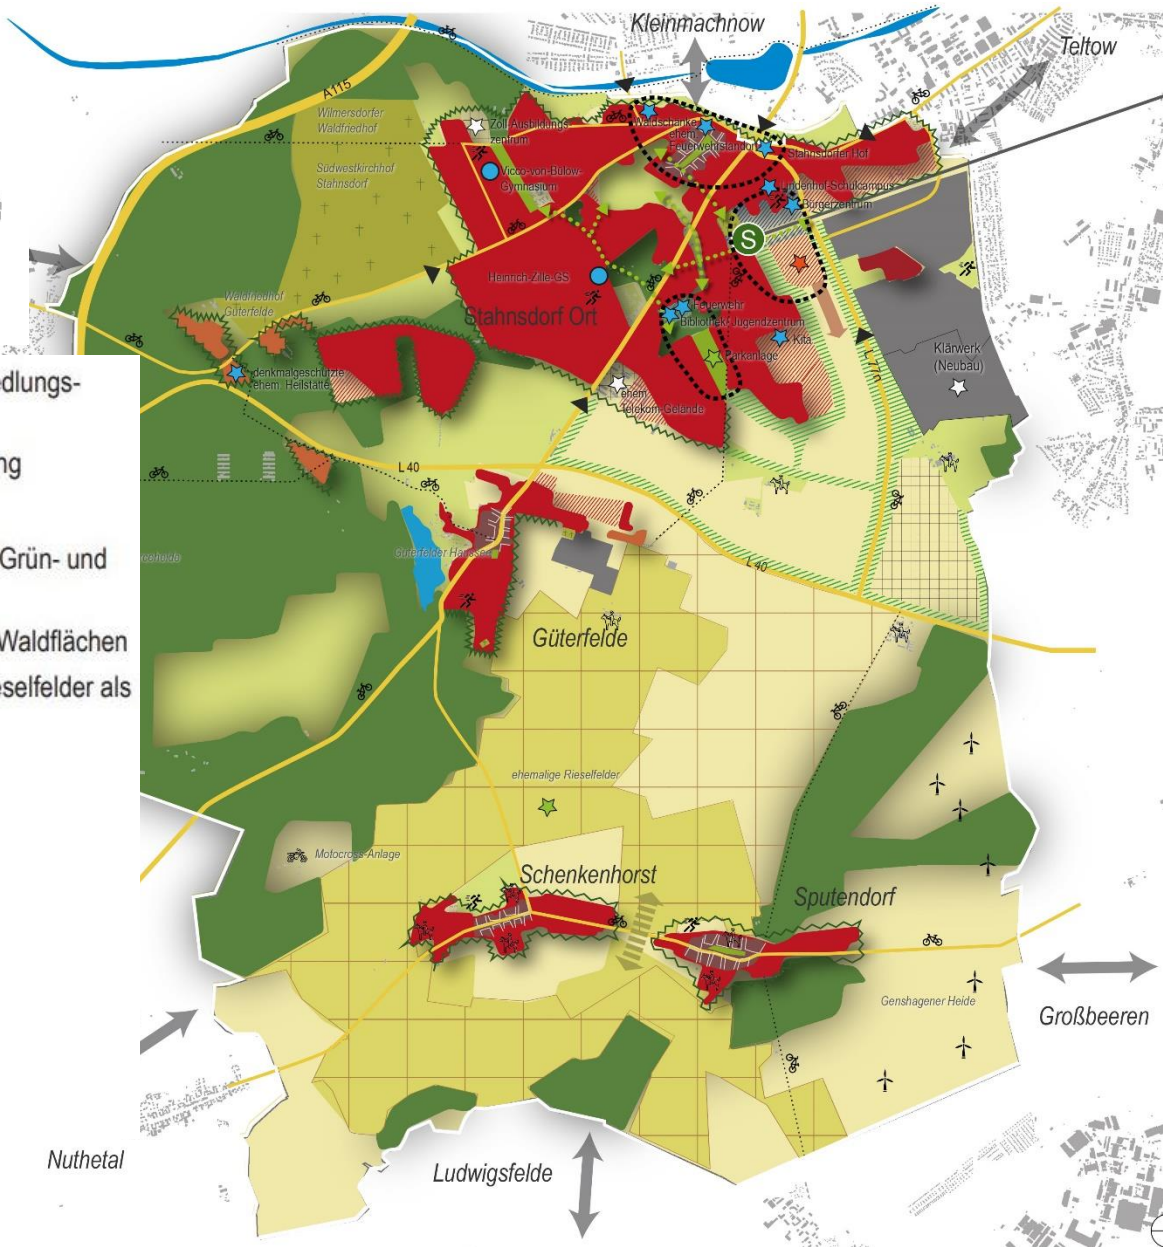 Kleinmachnow
Teltow
A115
Wilmersdorfer
Waldfriedhof
Zoll-Ausbildungs-
zentrum
Waldschänke
ehem.
Feuerwehrstandort
Stahnsdorfer Hof
Südwestkirchhof
Stahnsdorf
Vicco-von-Bülow-
Gymnasium
Lindenhof-Schulcampus
Bürgerzentrum
S
Heinrich-Zille-GS
Waldfriedhof
Güterfelde
Feuerwehr
Stahnsdorf Ort
Bibliothek/Jugendzentrum
Kita
L77n
Klärwerk
(Neubau)
Parkanlage
denkmalgeschützte
ehem. Heilstätte
edlungs-
ehem.
Telekom-Gelände
ng
L 40
Grün- und
Güterfelder Haussee
L 40
Güterfelde
Waldflächen
eselfelder als
ehemalige Rieselfelder
Motocross-Anlage
Schenkenhorst
Sputendorf
Genshagener Heide
Großbeeren
Nuthetal
Ludwigsfelde